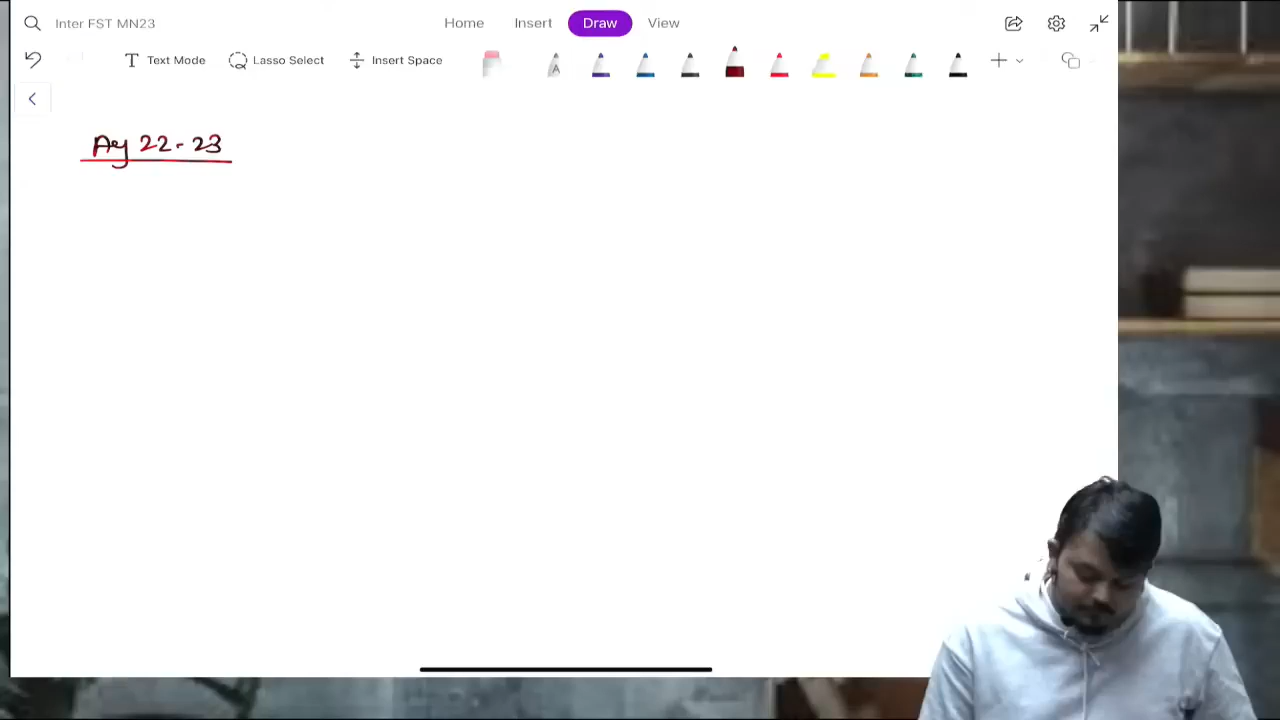 Inter FST MN23
Home Insert Draw View
Text Mode Lasso Select Insert Space
A
Ay 22-23